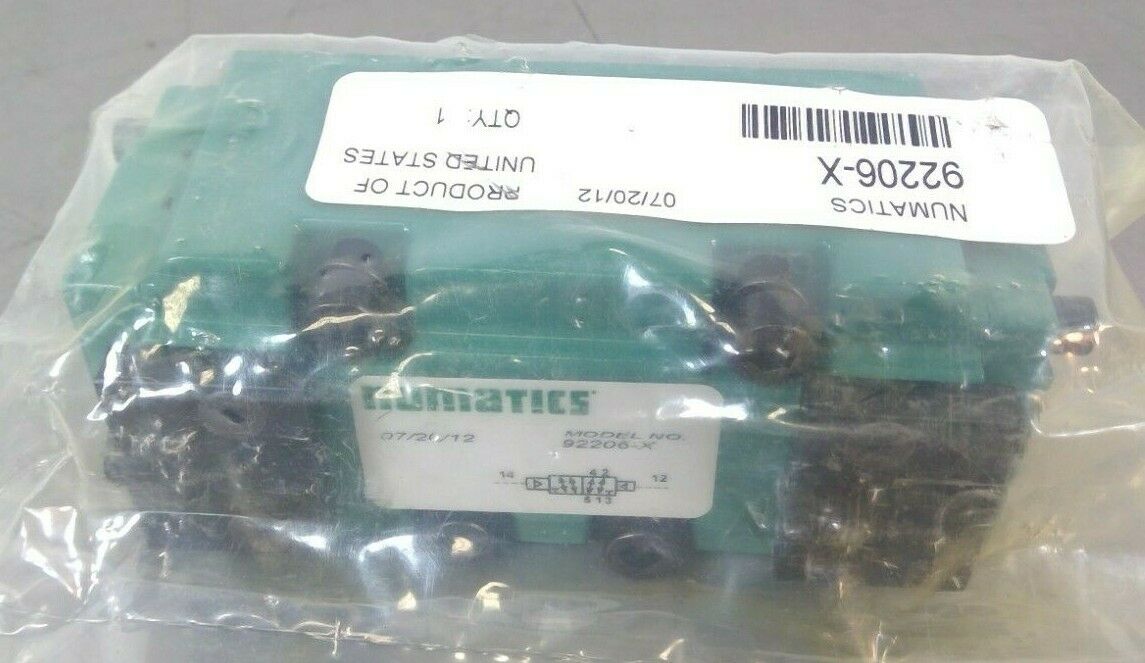 NUMATICS
92206-X
07/20/12
PRODUCT OF
UNITED STATES
QTY: 1
numatics
07/20/12
MODEL NO.
92206-X
14
4 2
12
5 1 3